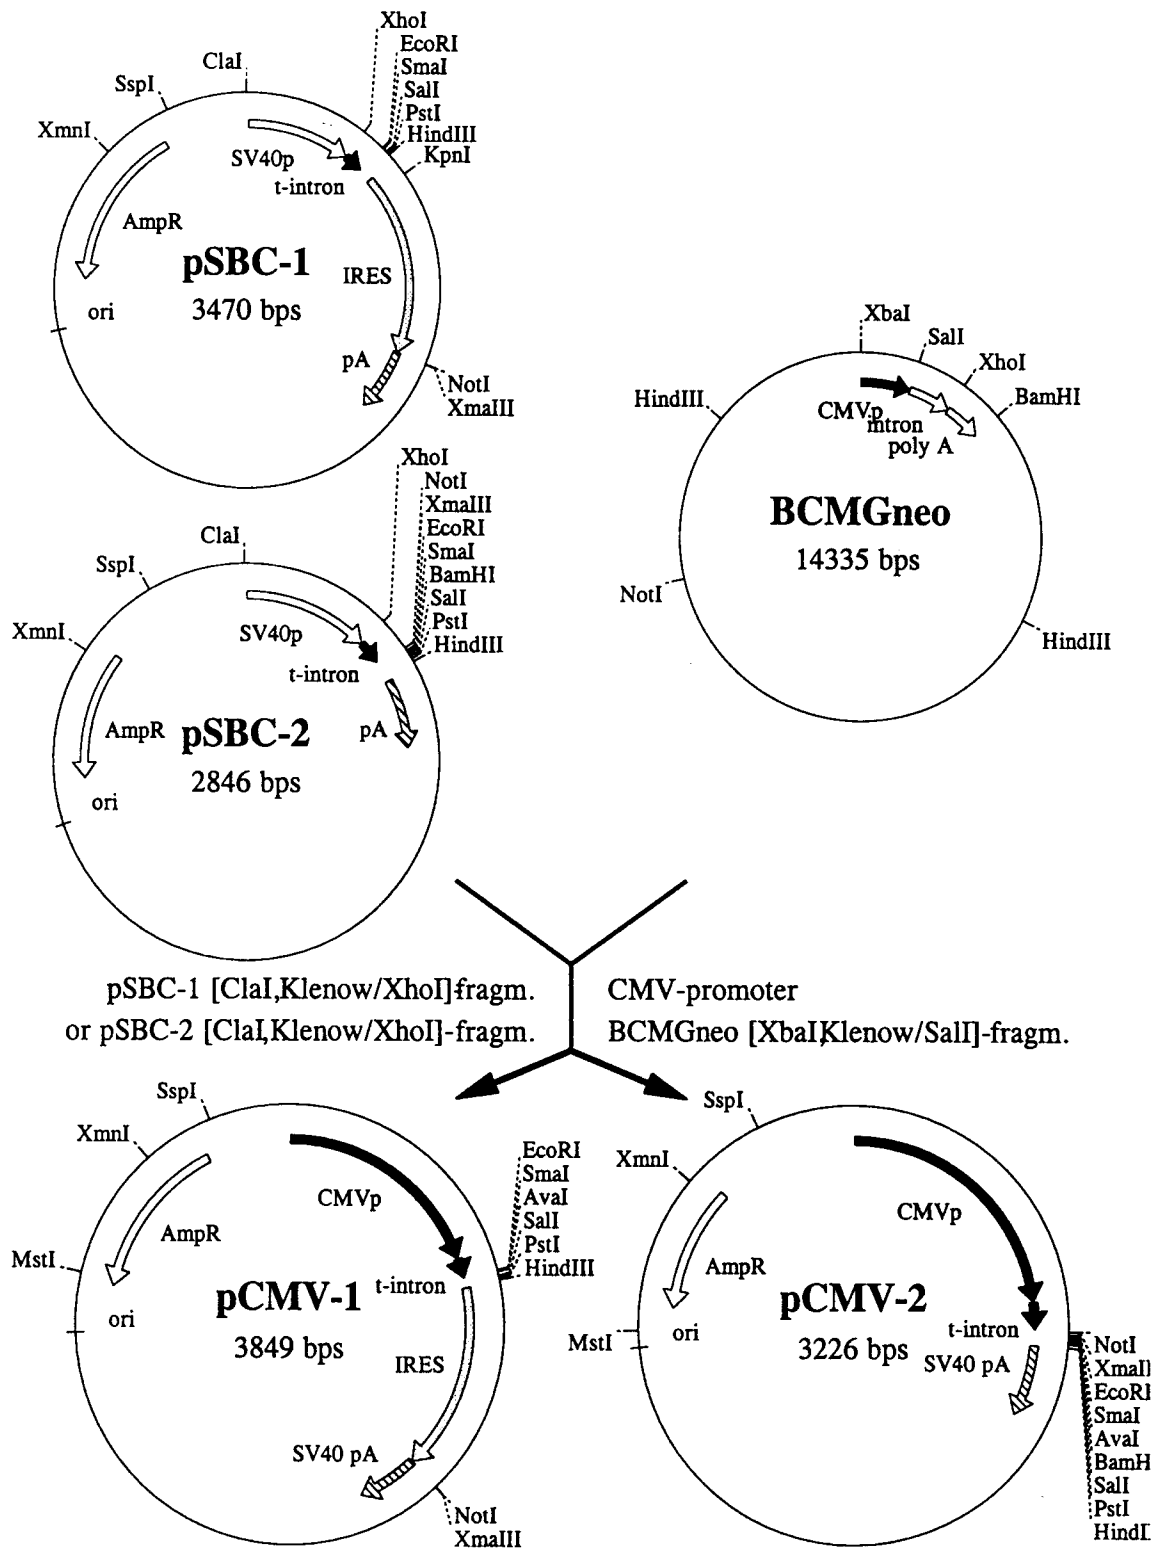 XhoI
EcoRI
SmaI
SalI
PstI
HindIII
KpnI
ClaI
SspI
XmnI
SV40p
t-intron
AmpR
pSBC-1
3470 bps
IRES
ori
pA
NotI
XmaIII
XbaI
SalI
XhoI
BamHI
HindIII
CMVp
intron
poly A
BCMGneo
14335 bps
NotI
HindIII
XhoI
NotI
XmaIII
EcoRI
SmaI
BamHI
SalI
PstI
HindIII
ClaI
SspI
XmnI
SV40p
t-intron
AmpR
pSBC-2
2846 bps
pA
ori
pSBC-1 [ClaI,Klenow/XhoI]-fragm.
or pSBC-2 [ClaI,Klenow/XhoI]-fragm.
CMV-promoter
BCMGneo [XbaI,Klenow/SalI]-fragm.
SspI
XmnI
MstI
CMVp
AmpR
t-intron
pCMV-1
3849 bps
ori
IRES
SV40 pA
EcoRI
SmaI
AvaI
SalI
PstI
HindIII
NotI
XmaIII
SspI
XmnI
CMVp
AmpR
pCMV-2
3226 bps
MstI
ori
t-intron
SV40 pA
NotI
XmaII
EcoRI
SmaI
AvaI
BamH
SalI
PstI
HindI